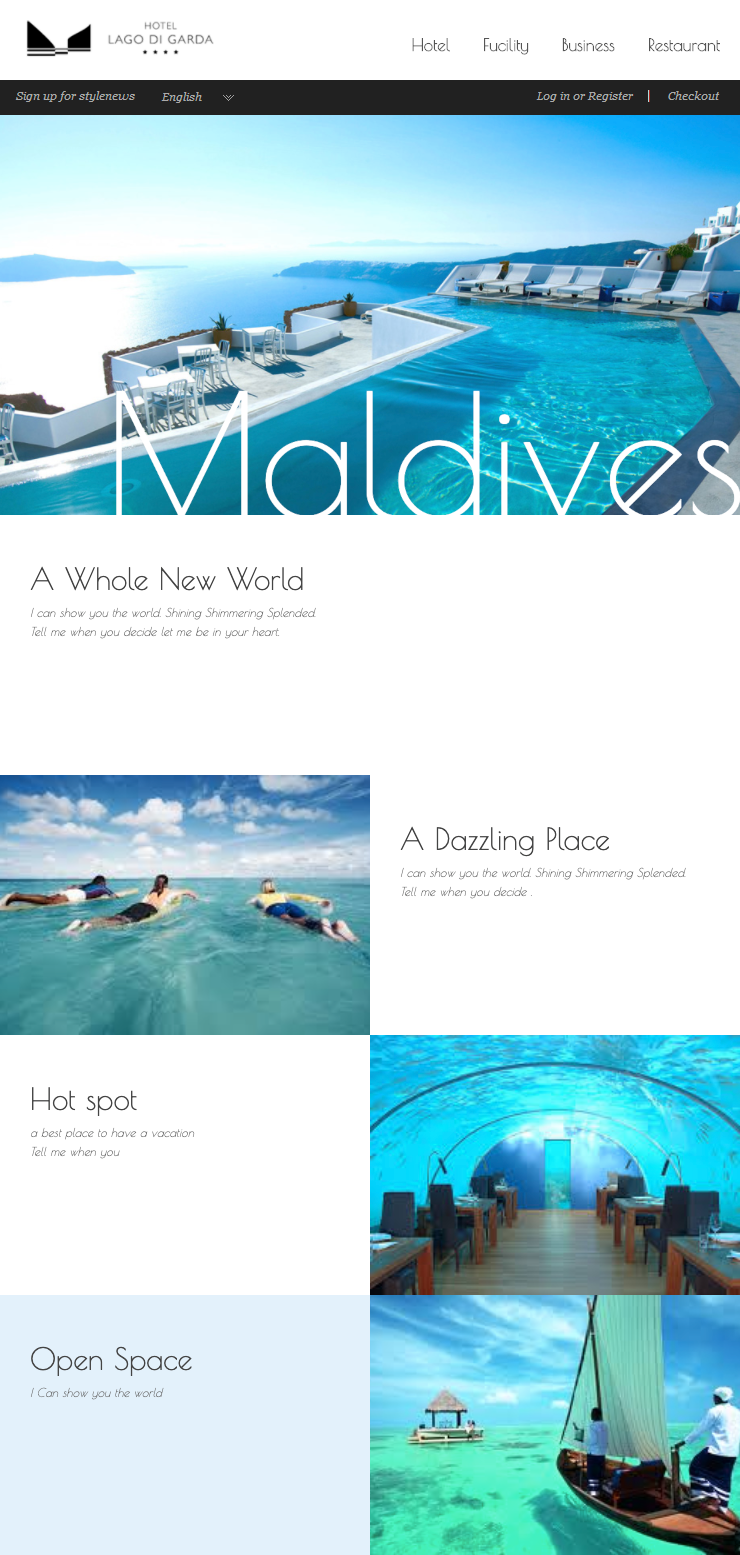 HOTEL
LAGO DI GARDA
Hotel Fucility Business Restaurant
Sign up for stylenews English Log in or Register | Checkout
Maldives
A Whole New World
I can show you the world. Shining Shimmering Splended.
Tell me when you decide let me be in your heart.
A Dazzling Place
I can show you the world. Shining Shimmering Splended.
Tell me when you decide .
Hot spot
a best place to have a vacation
Tell me when you
Open Space
I Can show you the world